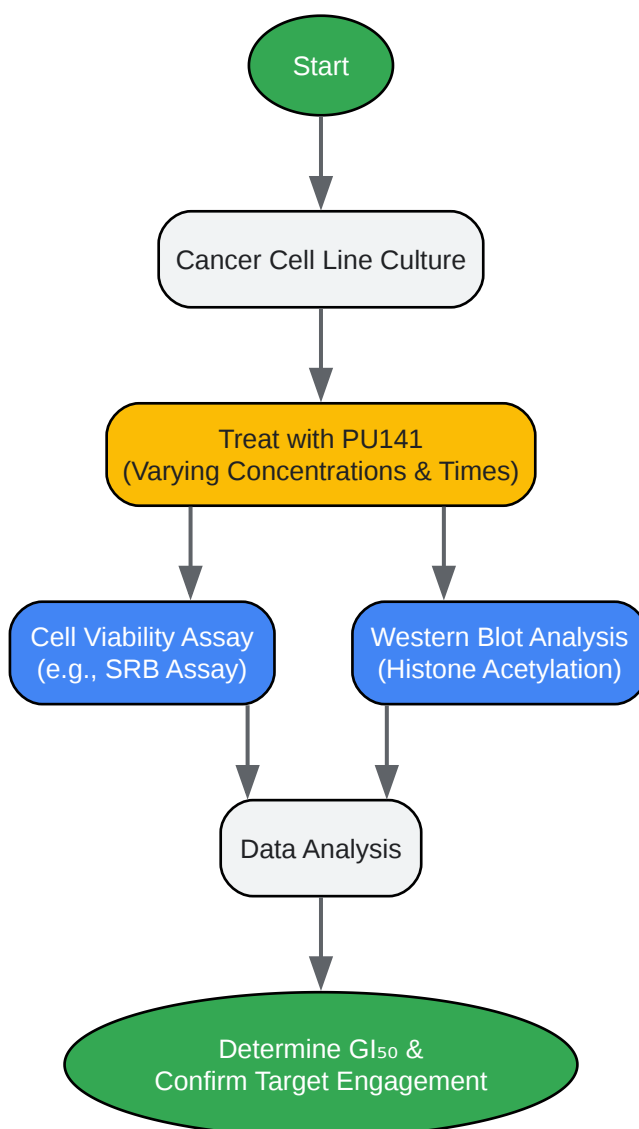 Start
Cancer Cell Line Culture
Treat with PU141
(Varying Concentrations & Times)
Cell Viability Assay
(e.g., SRB Assay)
Western Blot Analysis
(Histone Acetylation)
Data Analysis
Determine GI₅₀ &
Confirm Target Engagement